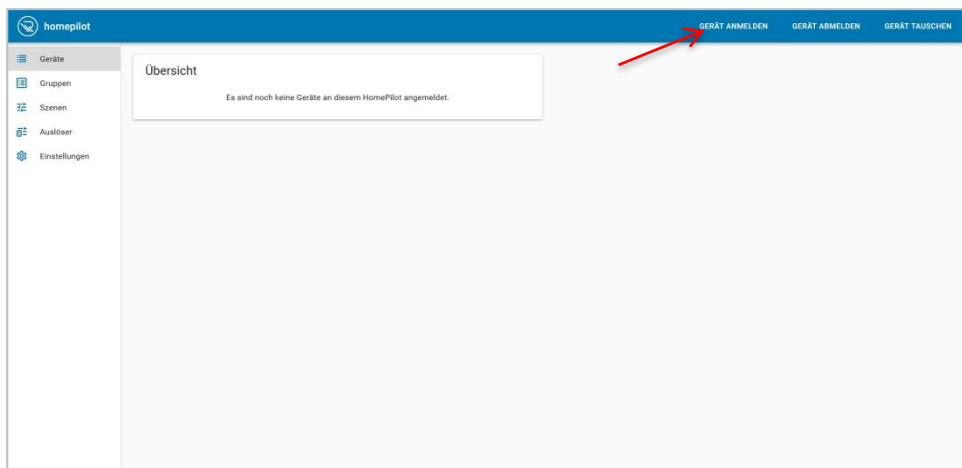 homepilot
GERÄT ANMELDEN
GERÄT ABMELDEN
GERÄT TAUSCHEN
Geräte
Gruppen
Szenen
Auslöser
Einstellungen
Übersicht
Es sind noch keine Geräte an diesem HomePilot angemeldet.